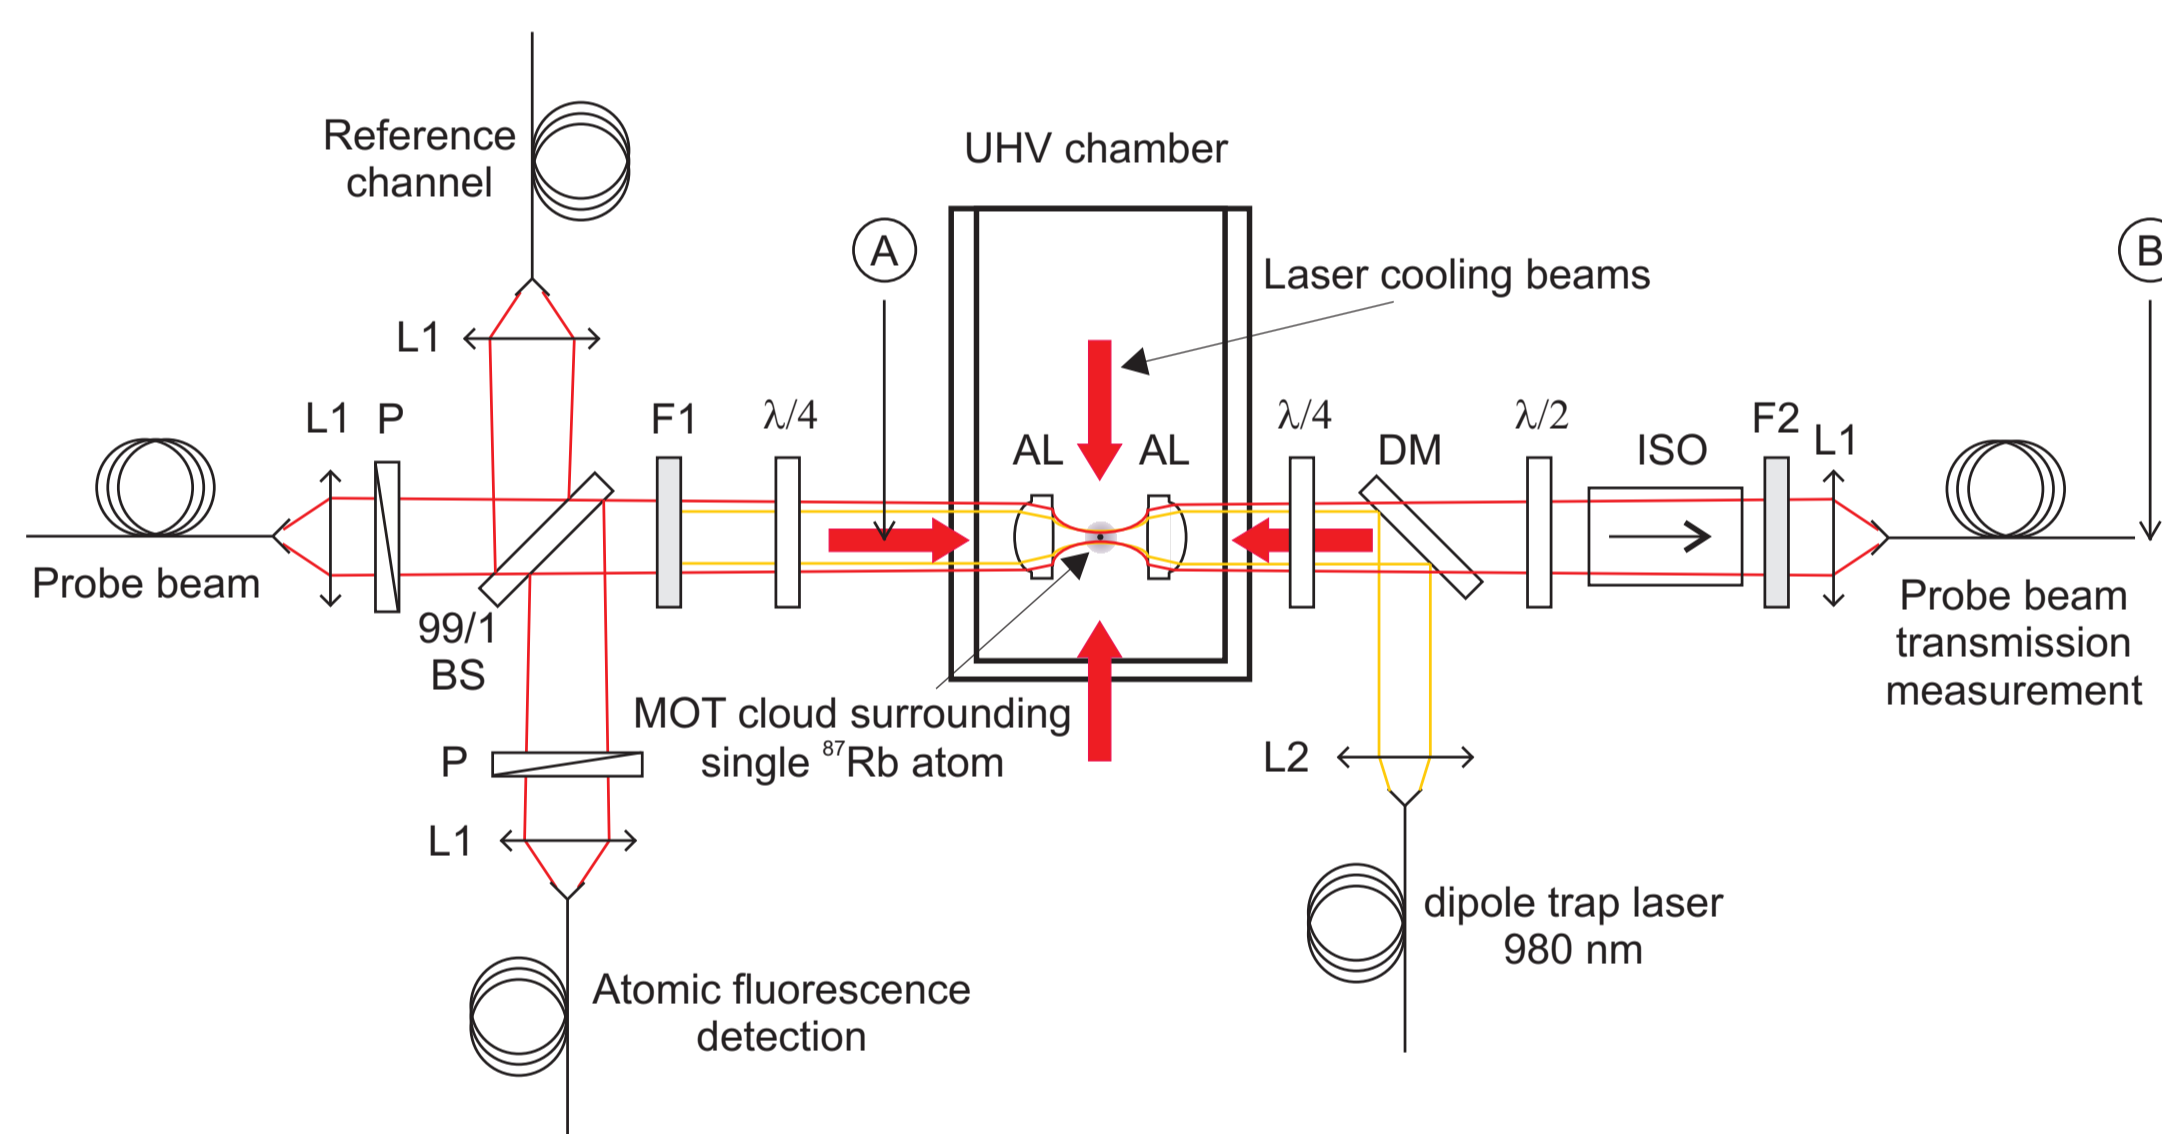 Reference
channel
UHV chamber
A
B
Laser cooling beams
L1
L1
P
F1
λ/4
AL
AL
λ/4
DM
λ/2
ISO
F2
L1
Probe beam
99/1
BS
Probe beam
transmission
measurement
MOT cloud surrounding
single ⁸⁷Rb atom
P
L2
L1
dipole trap laser
980 nm
Atomic fluorescence
detection